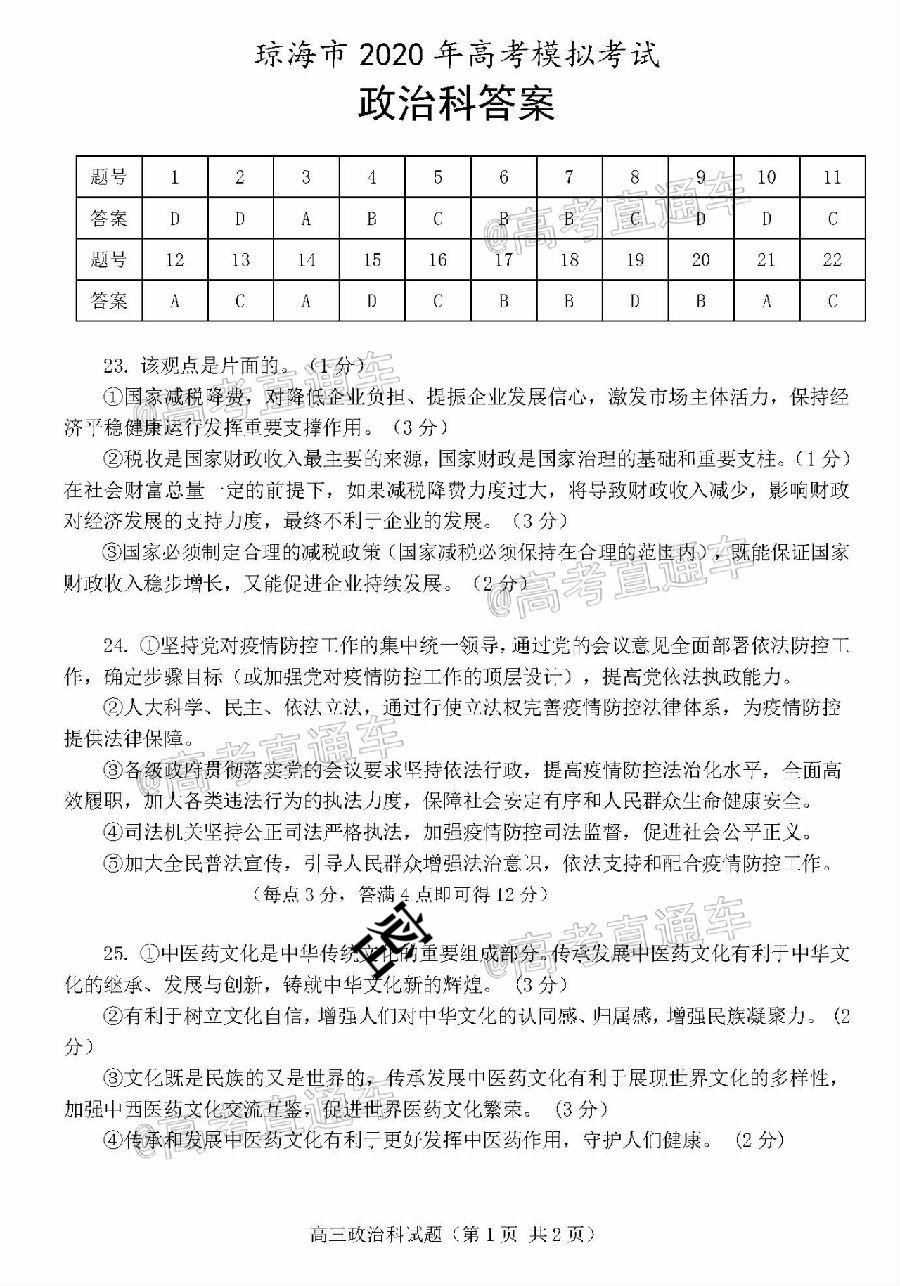 琼海市 2020 年高考模拟考试
政治科答案
题号 1 2 3 4 5 6 7 8 9 10 11
答案 D D A B C B B C D D C
题号 12 13 14 15 16 17 18 19 20 21 22
答案 A C A D C B B D B A C
@高考直通车
23. 该观点是片面的。（1 分）
①国家减税降费，对降低企业负担、提振企业发展信心，激发市场主体活力，保持经
济平稳健康运行发挥重要支撑作用。（3 分）
@高考直通车
②税收是国家财政收入最主要的来源，国家财政是国家治理的基础和重要支柱。（1 分）
在社会财富总量一定的前提下，如果减税降费力度过大，将导致财政收入减少，影响财政
对经济发展的支持力度，最终不利于企业的发展。（3 分）
③国家必须制定合理的减税政策（国家减税必须保持在合理的范围内），既能保证国家
财政收入稳步增长，又能促进企业持续发展。（2 分）
@高考直通车
24. ①坚持党对疫情防控工作的集中统一领导，通过党的会议意见全面部署依法防控工
作，确定步骤目标（或加强党对疫情防控工作的顶层设计），提高党依法执政能力。
②人大科学、民主、依法立法，通过行使立法权完善疫情防控法律体系，为疫情防控
提供法律保障。
@高考直通车
③各级政府贯彻落实党的会议要求坚持依法行政，提高疫情防控法治化水平，全面高
效履职，加大各类违法行为的执法力度，保障社会安定有序和人民群众生命健康安全。
④司法机关坚持公正司法严格执法，加强疫情防控司法监督，促进社会公平正义。
⑤加大全民普法宣传，引导人民群众增强法治意识，依法支持和配合疫情防控工作。
（每点 3 分，答满 4 点即可得 12 分）
密
@高考直通车
25. ①中医药文化是中华传统文化的重要组成部分。传承发展中医药文化有利于中华文
化的继承、发展与创新，铸就中华文化新的辉煌。（3 分）
②有利于树立文化自信，增强人们对中华文化的认同感、归属感，增强民族凝聚力。（2
分）
③文化既是民族的又是世界的，传承发展中医药文化有利于展现世界文化的多样性，
加强中西医药文化交流互鉴，促进世界医药文化繁荣。（3 分）
@高考直通车
④传承和发展中医药文化有利于更好发挥中医药作用，守护人们健康。（2 分）
高三政治科试题（第 1 页 共 2 页）